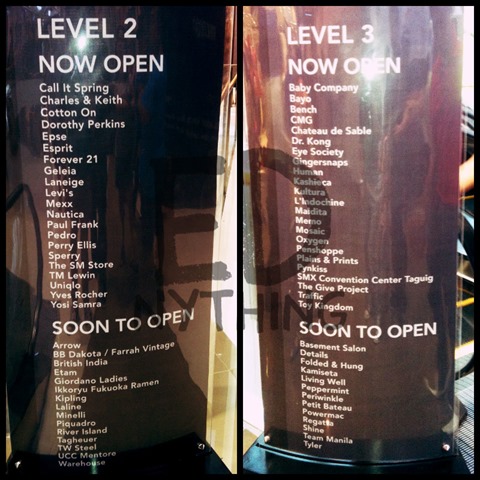 LEVEL 2
NOW OPEN
Call It Spring
Charles & Keith
Cotton On
Dorothy Perkins
Epse
Esprit
Forever 21
Geleia
Laneige
Levi's
Mexx
Nautica
Paul Frank
Pedro
Perry Ellis
Sperry
The SM Store
TM Lewin
Uniqlo
Yves Rocher
Yosi Samra
SOON TO OPEN
Arrow
BB Dakota / Farrah Vintage
British India
Etam
Giordano Ladies
Ikkoryu Fukuoka Ramen
Kipling
Laline
Minelli
Piquadro
River Island
Tagheuer
TW Steel
UCC Mentore
Warehouse
LEVEL 3
NOW OPEN
Baby Company
Bayo
Bench
CMG
Chateau de Sable
Dr. Kong
Eye Society
Gingersnaps
Human
Kashieca
Kultura
L'Indochine
Maldita
Memo
Mosaic
Oxygen
Penshoppe
Plains & Prints
Pynkiss
SMX Convention Center Taguig
The Give Project
Traffic
Toy Kingdom
SOON TO OPEN
Basement Salon
Details
Folded & Hung
Kamiseta
Living Well
Peppermint
Periwinkle
Petit Bateau
Powermac
Regatta
Shine
Team Manila
Tyler
ED
NYTHING